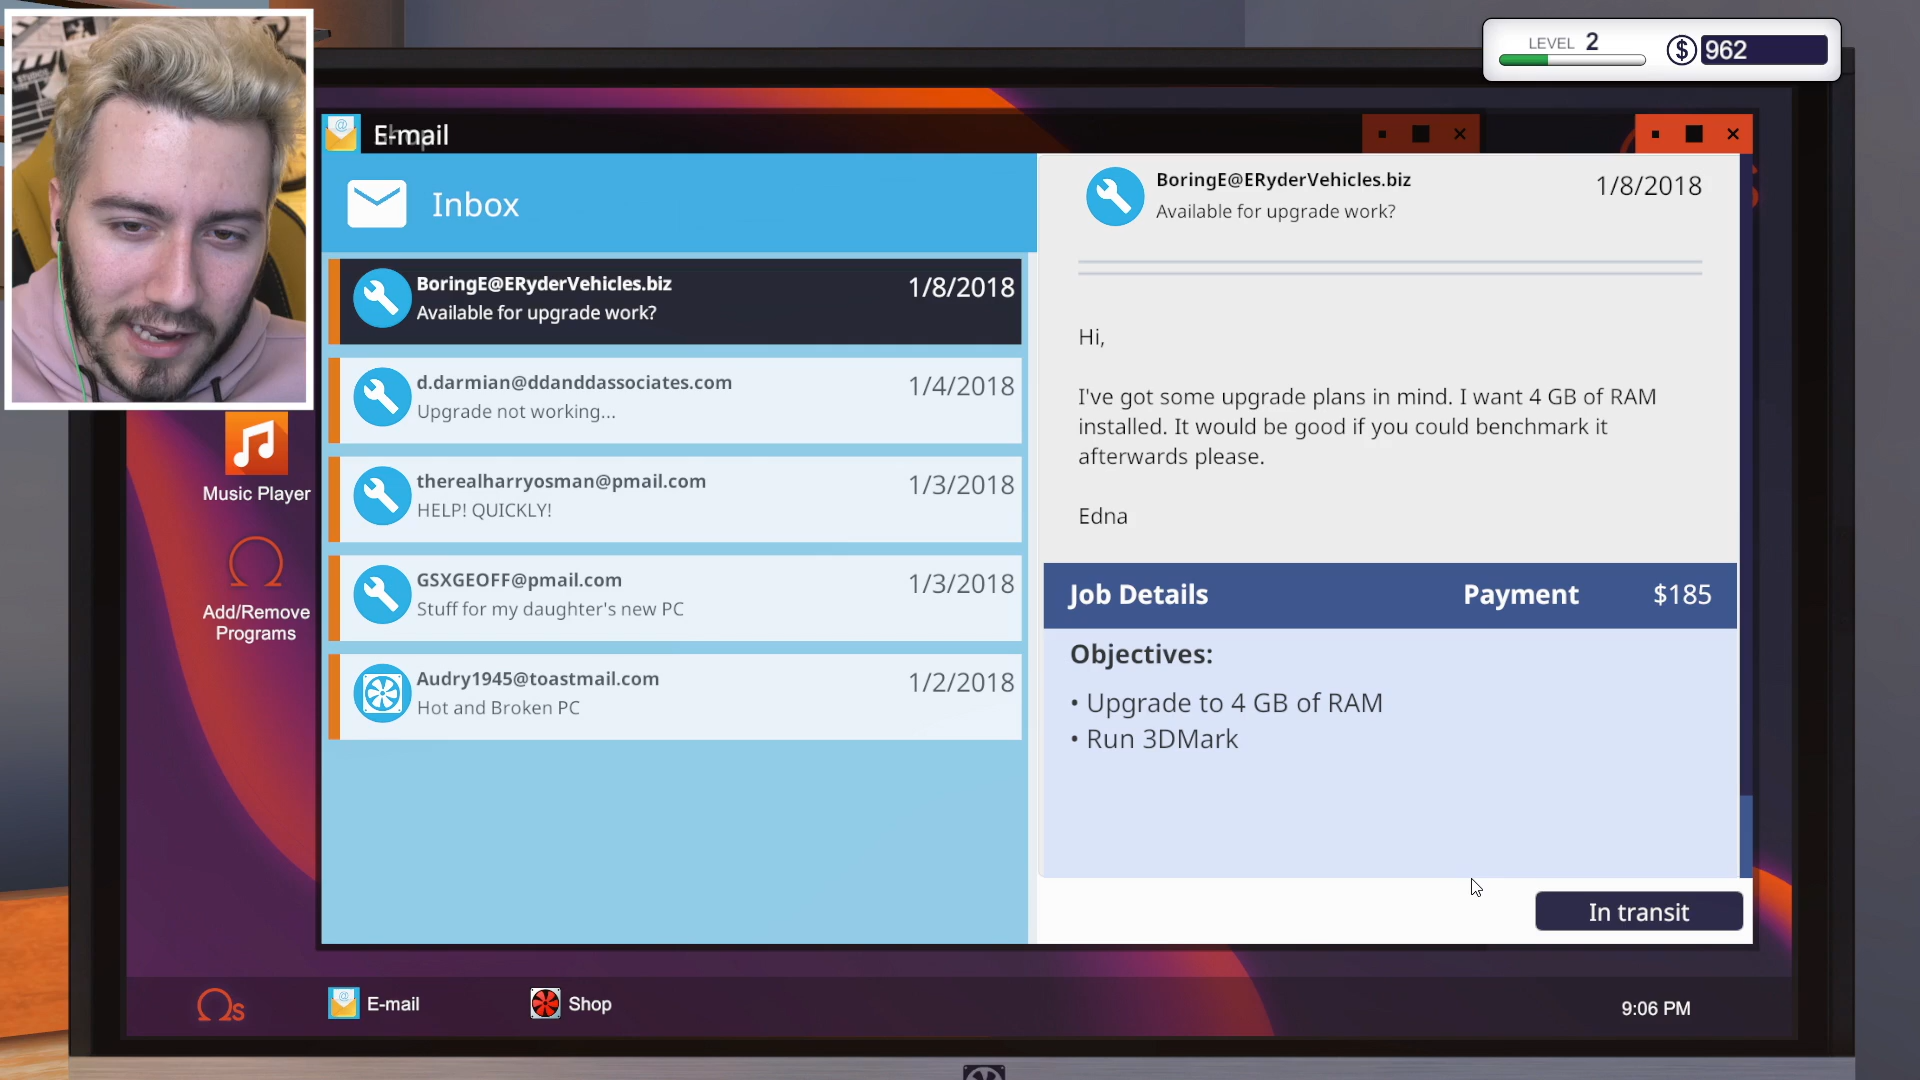 LEVEL 2
962
E-mail
Inbox
BoringE@ERyderVehicles.biz
1/8/2018
Available for upgrade work?
d.darmian@ddanddassociates.com
1/4/2018
Upgrade not working...
therealharryosman@pmail.com
1/3/2018
HELP! QUICKLY!
GSXGEOFF@pmail.com
1/3/2018
Stuff for my daughter's new PC
Audry1945@toastmail.com
1/2/2018
Hot and Broken PC
BoringE@ERyderVehicles.biz
1/8/2018
Available for upgrade work?
Hi,
I've got some upgrade plans in mind. I want 4 GB of RAM
installed. It would be good if you could benchmark it
afterwards please.
Edna
Job Details
Payment $185
Objectives:
• Upgrade to 4 GB of RAM
• Run 3DMark
In transit
Music Player
Add/Remove
Programs
Ωs
E-mail
Shop
9:06 PM